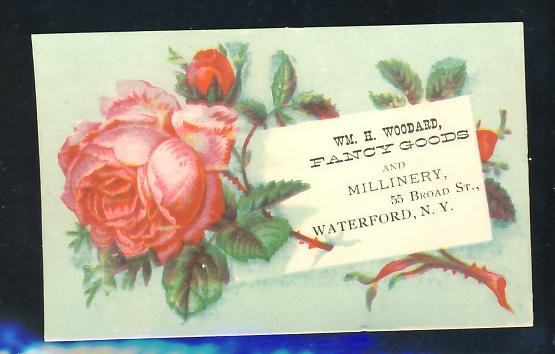 WM. H. WOODARD,
FANCY GOODS
AND
MILLINERY,
55 BROAD ST.,
WATERFORD, N. Y.